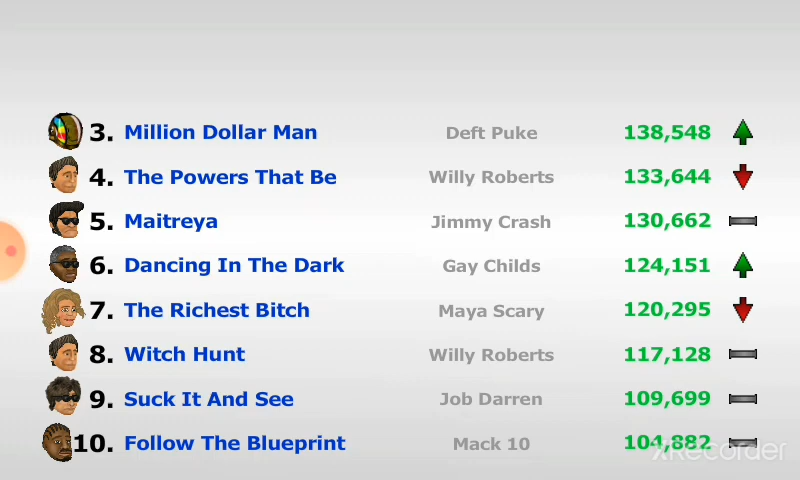 3. Million Dollar Man Deft Puke 138,548
4. The Powers That Be Willy Roberts 133,644
5. Maitreya Jimmy Crash 130,662
6. Dancing In The Dark Gay Childs 124,151
7. The Richest Bitch Maya Scary 120,295
8. Witch Hunt Willy Roberts 117,128
9. Suck It And See Job Darren 109,699
10. Follow The Blueprint Mack 10 104,882
XRecorder